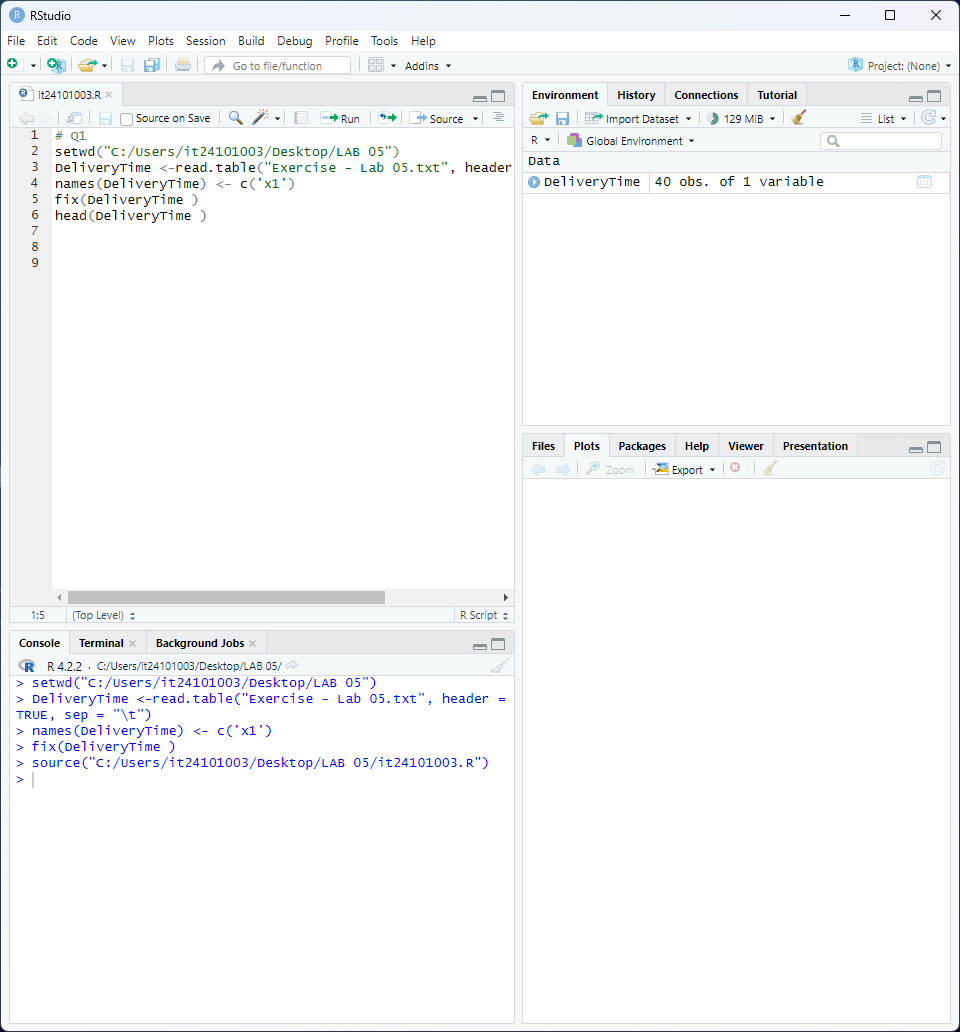 RStudio
File Edit Code View Plots Session Build Debug Profile Tools Help
Go to file/function Addins Project: (None)
it24101003.R
Source on Save Run Source
1 # Q1
2 setwd("C:/Users/it24101003/Desktop/LAB 05")
3 DeliveryTime <-read.table("Exercise - Lab 05.txt", header
4 names(DeliveryTime) <- c('x1')
5 fix(DeliveryTime )
6 head(DeliveryTime )
7
8
9
1:5 (Top Level) R Script
Console Terminal Background Jobs
R 4.2.2 · C:/Users/it24101003/Desktop/LAB 05/
> setwd("C:/Users/it24101003/Desktop/LAB 05")
> DeliveryTime <-read.table("Exercise - Lab 05.txt", header =
TRUE, sep = "\t")
> names(DeliveryTime) <- c('x1')
> fix(DeliveryTime )
> source("C:/Users/it24101003/Desktop/LAB 05/it24101003.R")
>
Environment History Connections Tutorial
Import Dataset 129 MiB List
R Global Environment
Data
DeliveryTime 40 obs. of 1 variable
Files Plots Packages Help Viewer Presentation
Zoom Export